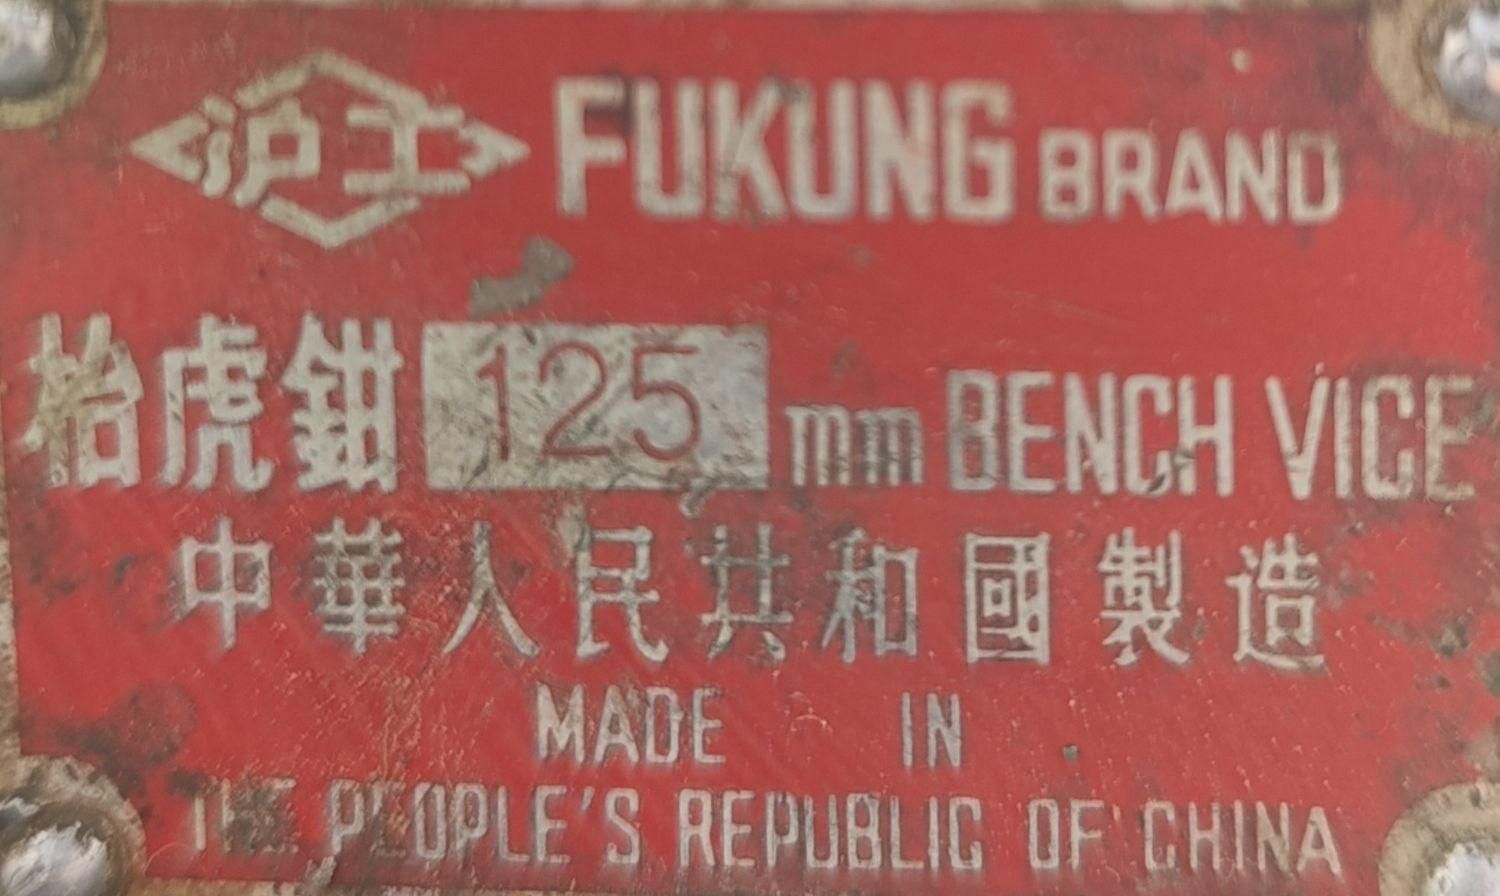 沪工 FUKUNG BRAND
枱虎鉗 125 mm BENCH VICE
中華人民共和國製造
MADE IN
THE PEOPLE'S REPUBLIC OF CHINA